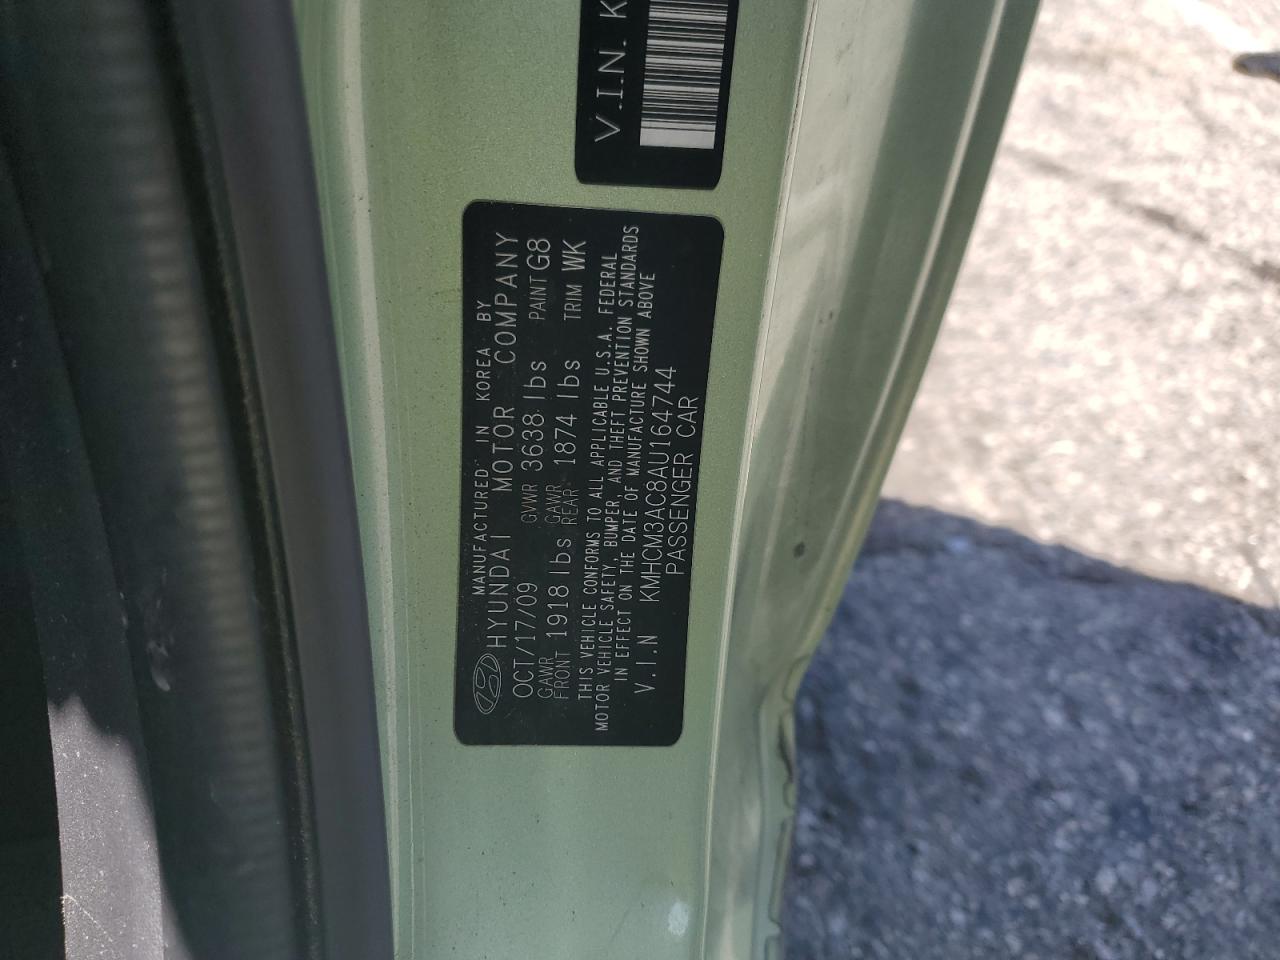 V.I.N. K
MANUFACTURED IN KOREA BY
HYUNDAI MOTOR COMPANY
OCT/17/09 GVWR 3638 lbs PAINT G8
GAWR FRONT 1918 lbs GAWR REAR 1874 lbs TRIM WK
THIS VEHICLE CONFORMS TO ALL APPLICABLE U.S.A. FEDERAL
MOTOR VEHICLE SAFETY, BUMPER, AND THEFT PREVENTION STANDARDS
IN EFFECT ON THE DATE OF MANUFACTURE SHOWN ABOVE
V.I.N KMHCM3AC8AU164744
PASSENGER CAR